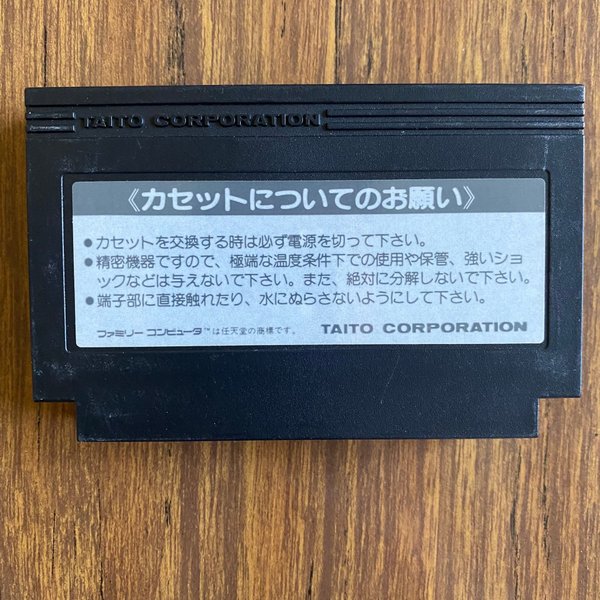 TAITO CORPORATION
《カセットについてのお願い》
●カセットを交換する時は必ず電源を切って下さい。
●精密機器ですので、極端な温度条件下での使用や保管、強いショ
ックなどは与えないで下さい。また、絶対に分解しないで下さい。
●端子部に直接触れたり、水にぬらさないようにして下さい。
ファミリー コンピュータ™は任天堂の商標です。 TAITO CORPORATION